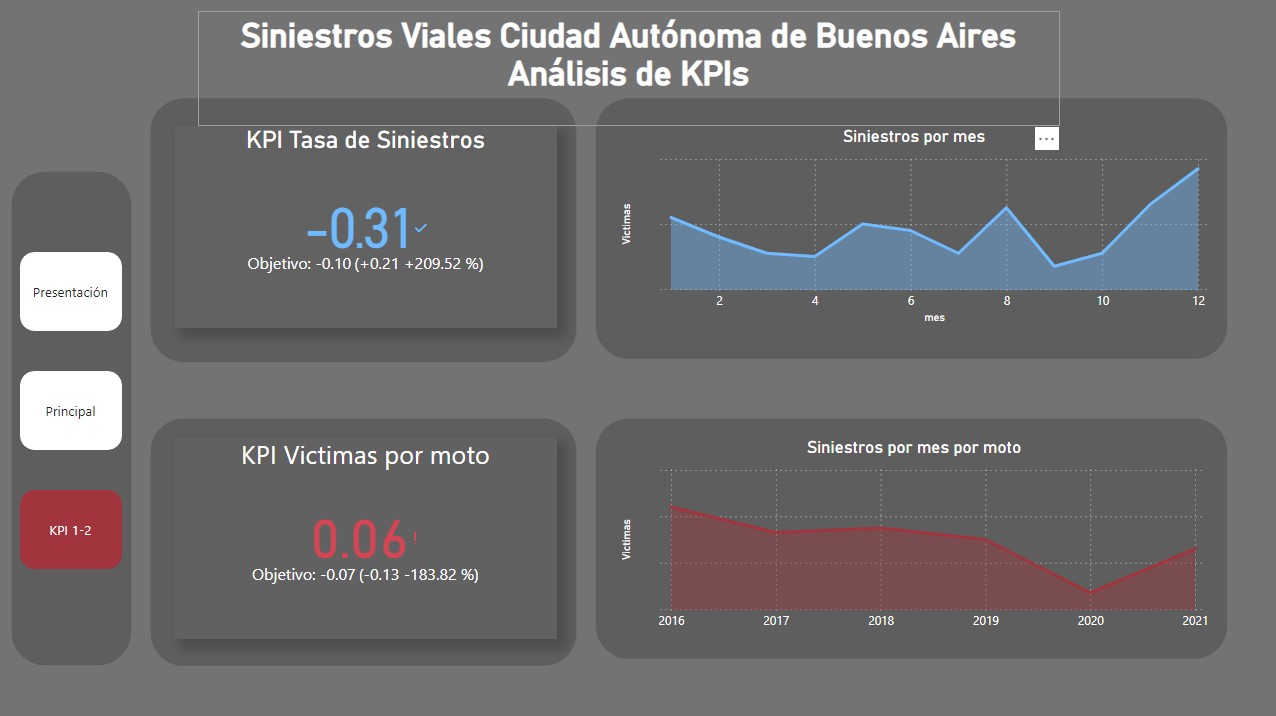 Siniestros Viales Ciudad Autónoma de Buenos Aires
Análisis de KPIs
Presentación
Principal
KPI 1-2
KPI Tasa de Siniestros
-0.31
Objetivo: -0.10 (+0.21 +209.52 %)
Siniestros por mes
Victimas
2 4 6 8 10 12
mes
KPI Victimas por moto
0.06!
Objetivo: -0.07 (-0.13 -183.82 %)
Siniestros por mes por moto
Victimas
2016 2017 2018 2019 2020 2021